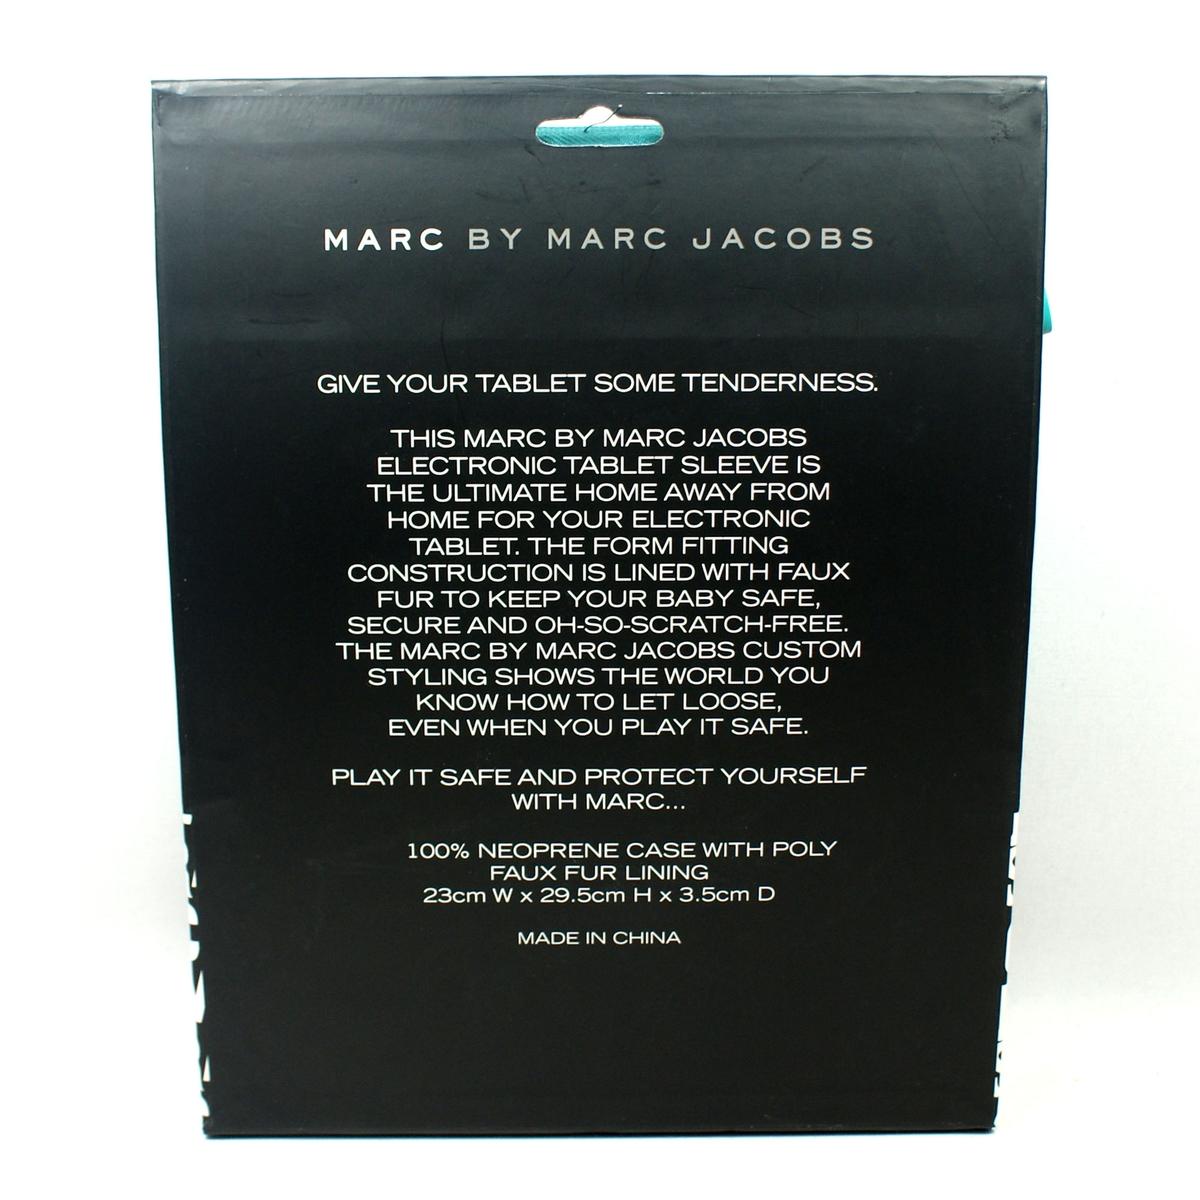 MARC BY MARC JACOBS
GIVE YOUR TABLET SOME TENDERNESS.
THIS MARC BY MARC JACOBS
ELECTRONIC TABLET SLEEVE IS
THE ULTIMATE HOME AWAY FROM
HOME FOR YOUR ELECTRONIC
TABLET. THE FORM FITTING
CONSTRUCTION IS LINED WITH FAUX
FUR TO KEEP YOUR BABY SAFE,
SECURE AND OH-SO-SCRATCH-FREE.
THE MARC BY MARC JACOBS CUSTOM
STYLING SHOWS THE WORLD YOU
KNOW HOW TO LET LOOSE,
EVEN WHEN YOU PLAY IT SAFE.
PLAY IT SAFE AND PROTECT YOURSELF
WITH MARC...
100% NEOPRENE CASE WITH POLY
FAUX FUR LINING
23cm W x 29.5cm H x 3.5cm D
MADE IN CHINA